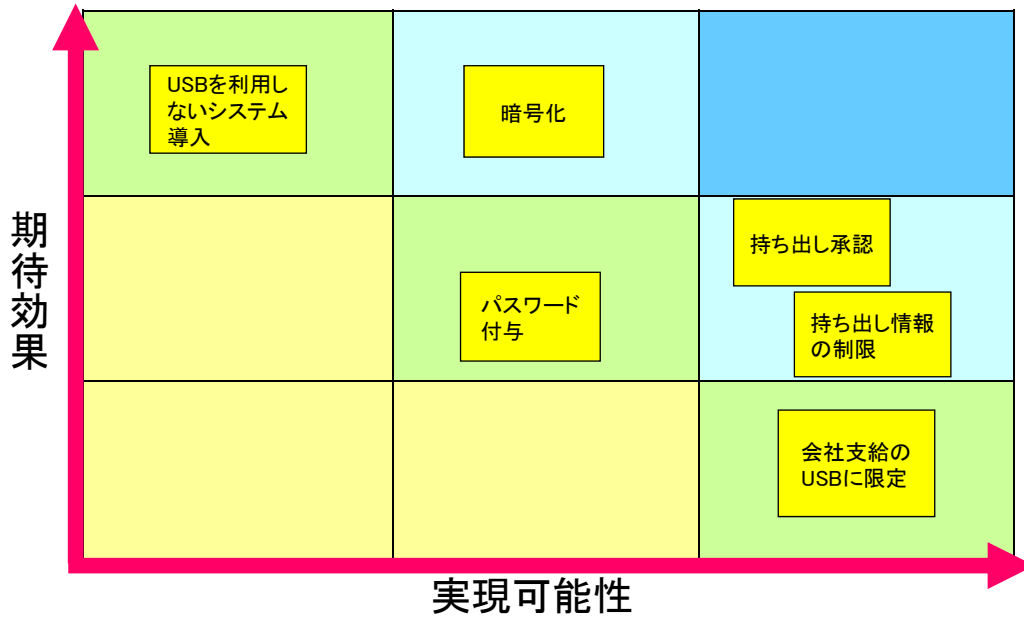 期待効果
USBを利用し
ないシステム
導入
暗号化
持ち出し承認
パスワード
付与
持ち出し情報
の制限
会社支給の
USBに限定
実現可能性